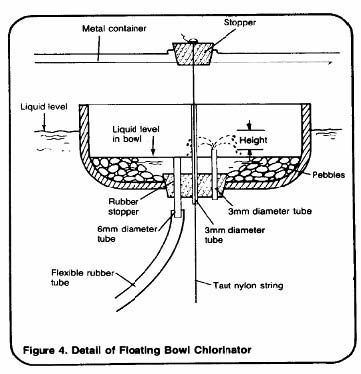 Metal container
Stopper
Liquid level
Liquid level
in bowl
Height
Pebbles
Rubber
stopper
3mm diameter tube
6mm diameter
tube
3mm diameter
tube
Flexible rubber
tube
Taut nylon string
Figure 4. Detail of Floating Bowl Chlorinator